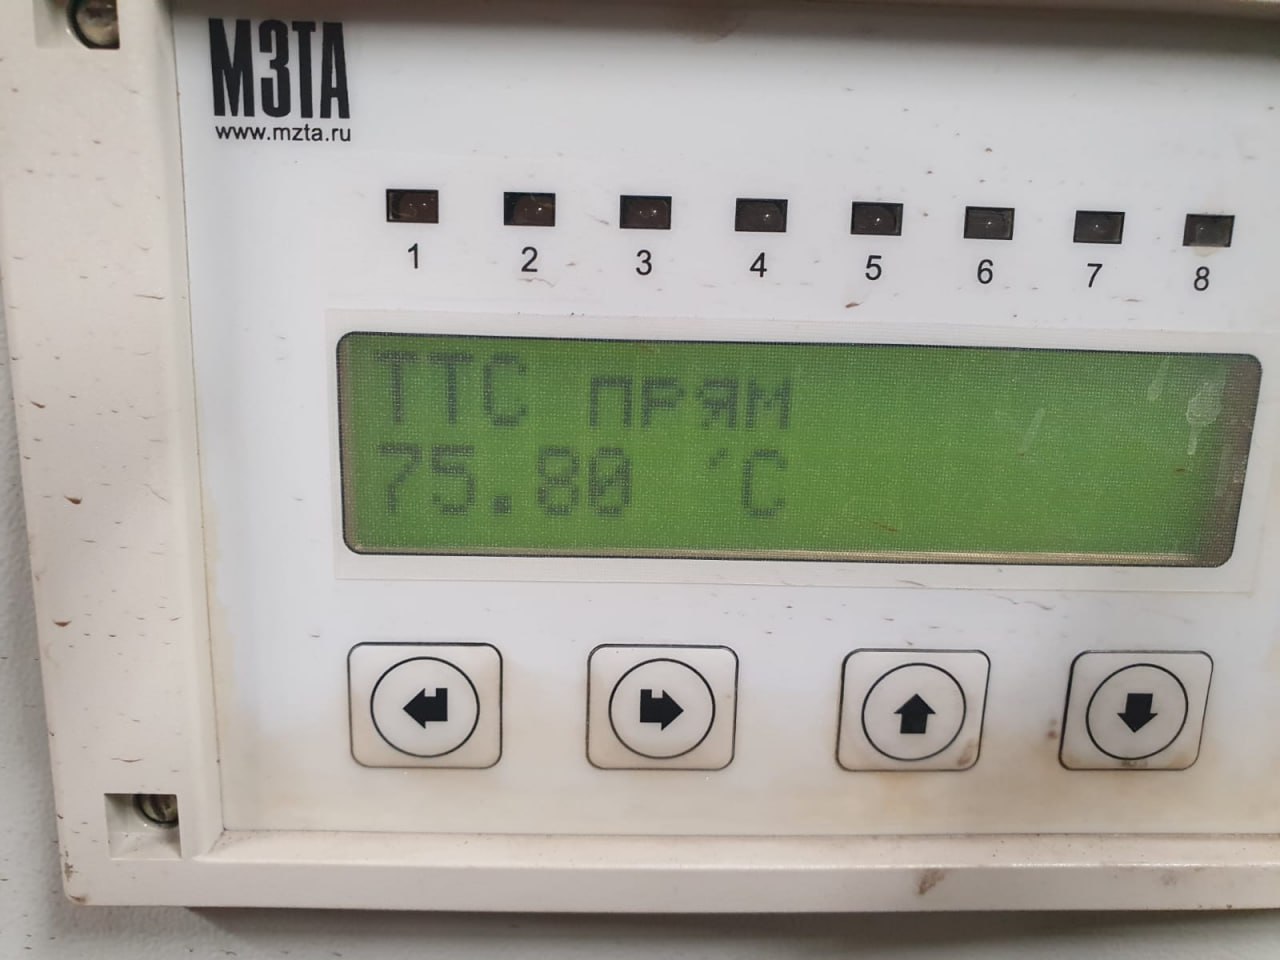 МЗТА
www.mzta.ru
1 2 3 4 5 6 7 8
ТТС прям
75.80 ´C